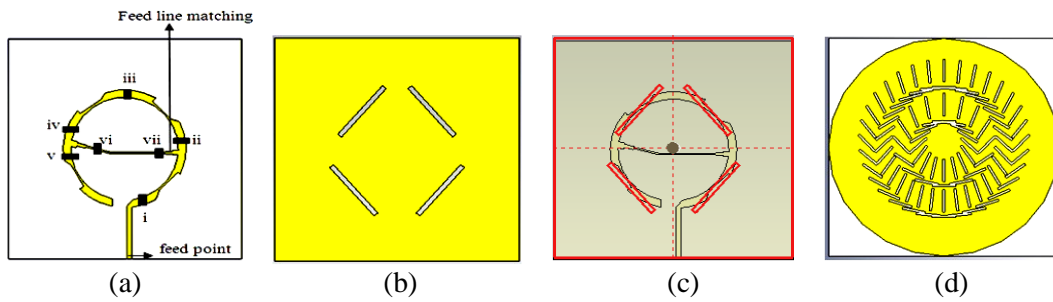 Feed line matching
iii
iv
vi
vii
ii
v
i
feed point
(a)
(b)
(c)
(d)